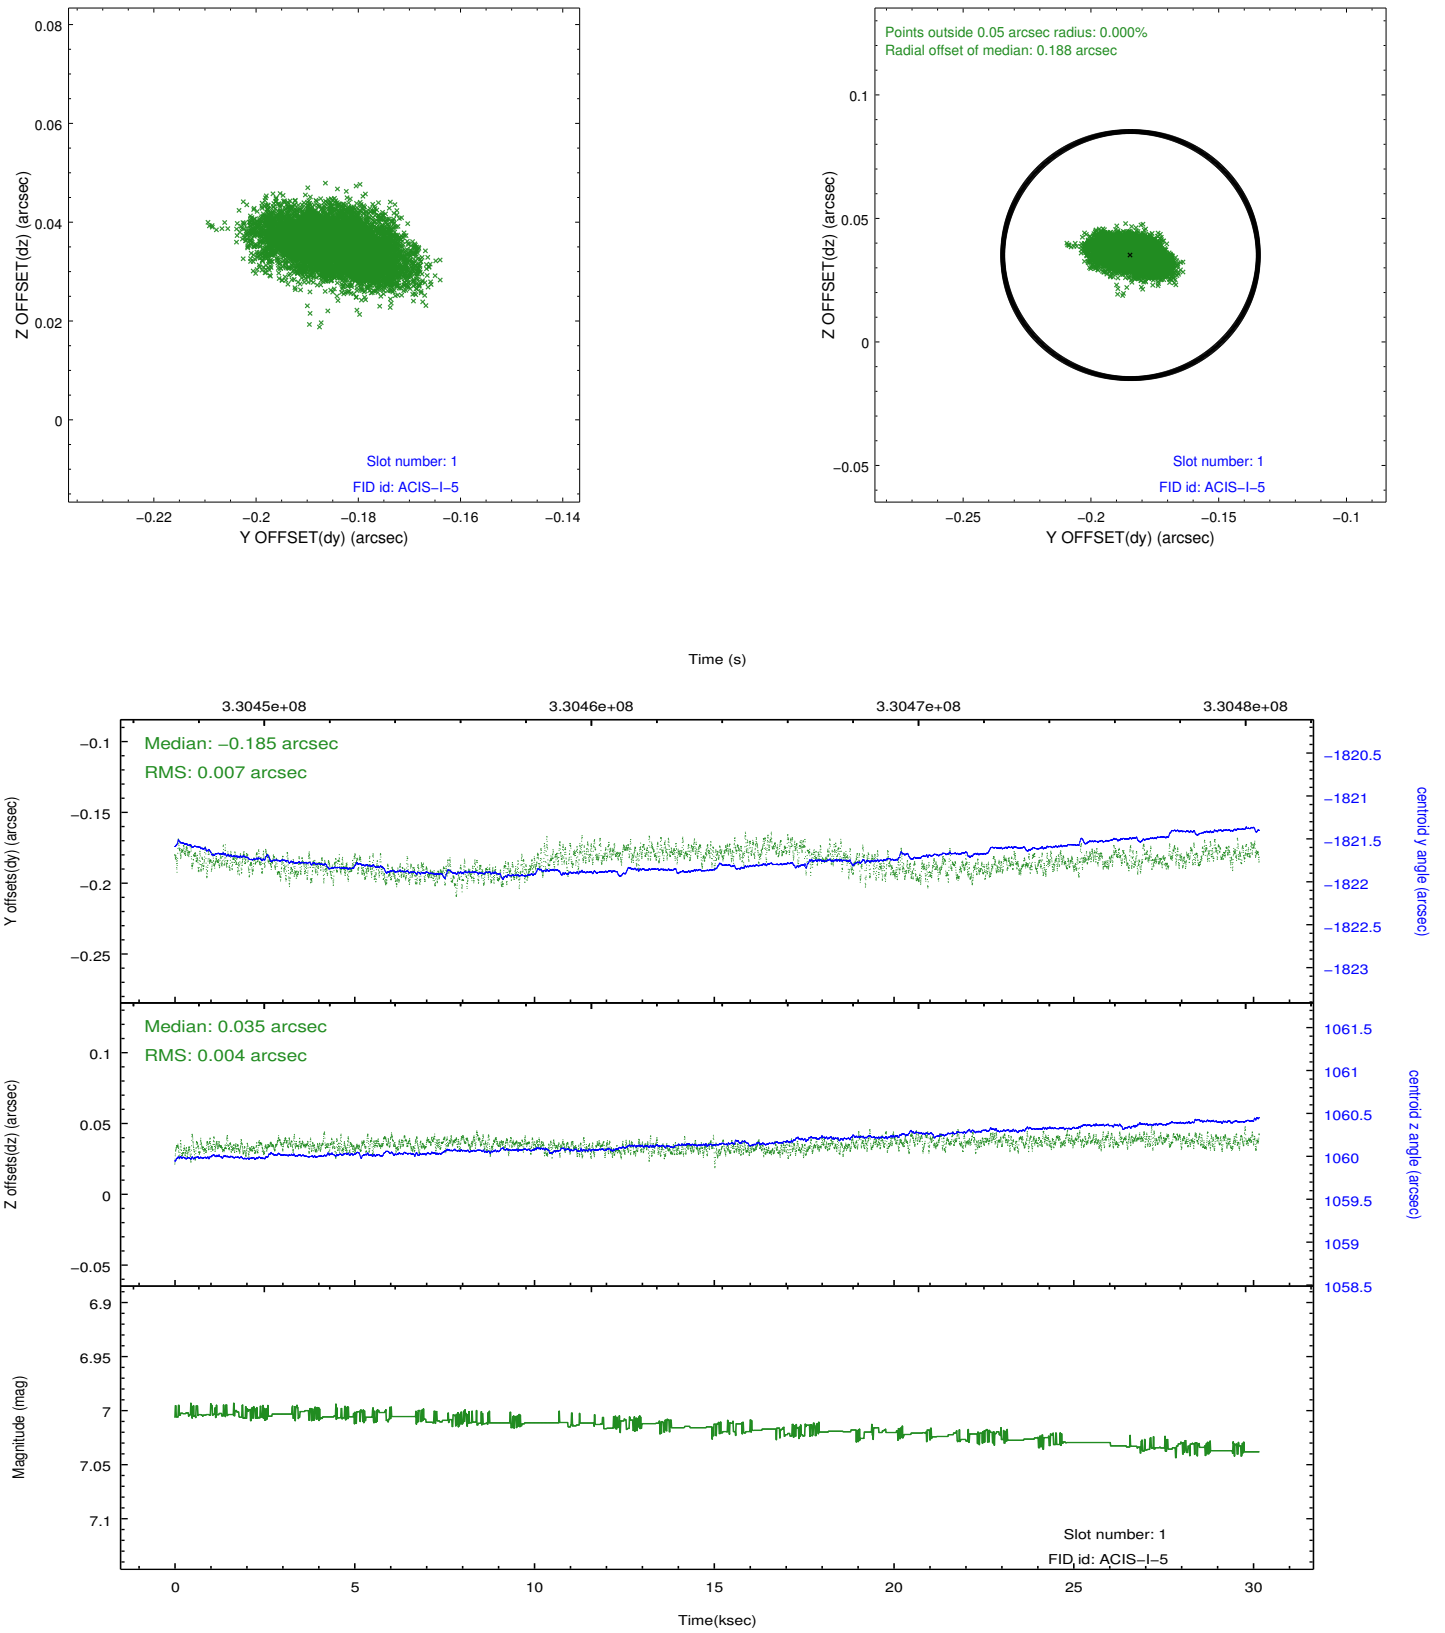 0.08
0.06
0.04
0.02
0
Z OFFSET(dz) (arcsec)
Slot number: 1
FID id: ACIS−I−5
−0.22 −0.2 −0.18 −0.16 −0.14
Y OFFSET(dy) (arcsec)
Points outside 0.05 arcsec radius: 0.000%
Radial offset of median: 0.188 arcsec
0.1
0.05
0
−0.05
Z OFFSET(dz) (arcsec)
Slot number: 1
FID id: ACIS−I−5
−0.25 −0.2 −0.15 −0.1
Y OFFSET(dy) (arcsec)
Time (s)
3.3045e+08 3.3046e+08 3.3047e+08 3.3048e+08
Median: −0.185 arcsec
RMS: 0.007 arcsec
−0.1
−0.15
−0.2
−0.25
Y offsets(dy) (arcsec)
−1820.5
−1821
−1821.5
−1822
−1822.5
−1823
centroid y angle (arcsec)
Median: 0.035 arcsec
RMS: 0.004 arcsec
0.1
0.05
0
−0.05
Z offsets(dz) (arcsec)
1061.5
1061
1060.5
1060
1059.5
1059
1058.5
centroid z angle (arcsec)
6.9
6.95
7
7.05
7.1
Magnitude (mag)
Slot number: 1
FID id: ACIS−I−5
0 5 10 15 20 25 30
Time(ksec)